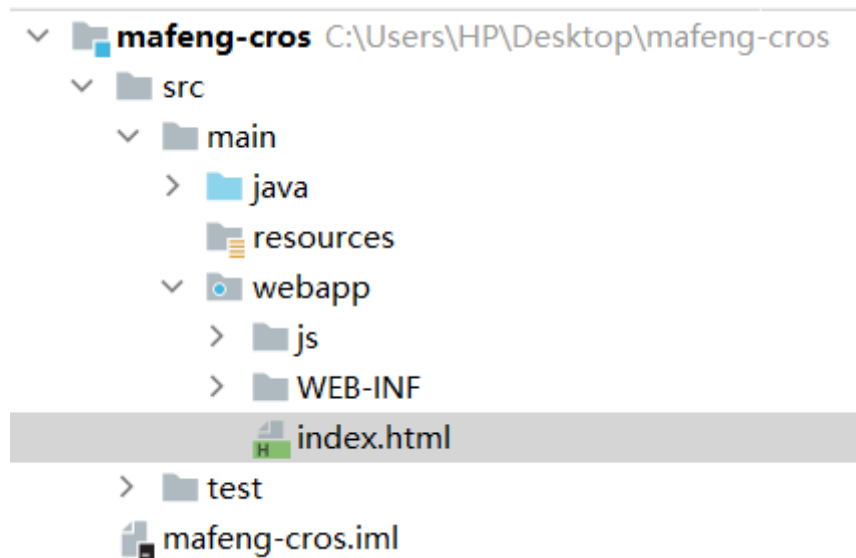 mafeng-cros C:\Users\HP\Desktop\mafeng-cros
src
main
java
resources
webapp
js
WEB-INF
index.html
test
mafeng-cros.iml